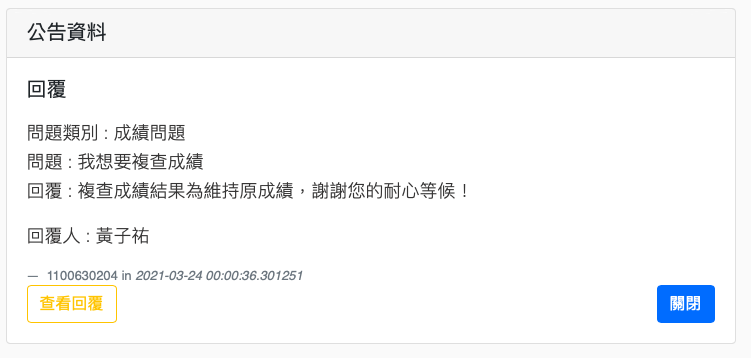 公告資料
回覆
問題類別 : 成績問題
問題 : 我想要複查成績
回覆 : 複查成績結果為維持原成績，謝謝您的耐心等候！
回覆人 : 黃子祐
— 1100630204 in 2021-03-24 00:00:36.301251
查看回覆
關閉